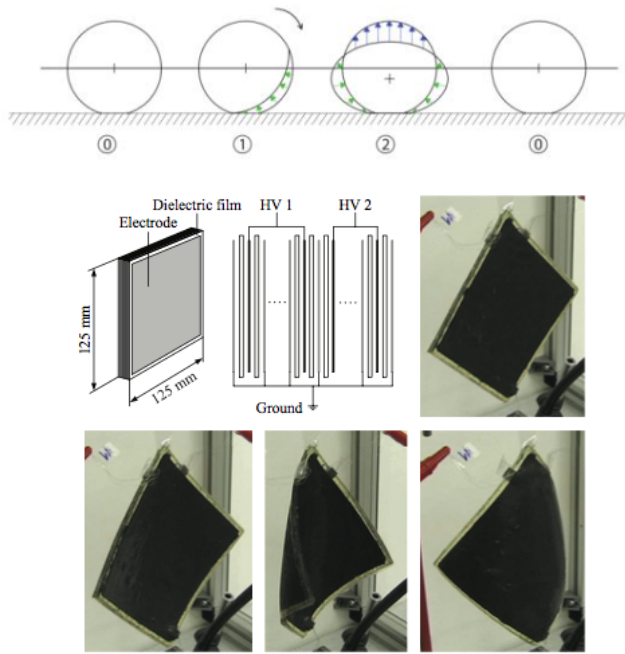 ⓪ ① ② ⓪
Dielectric film
Electrode
HV 1 HV 2
125 mm
125 mm
Ground